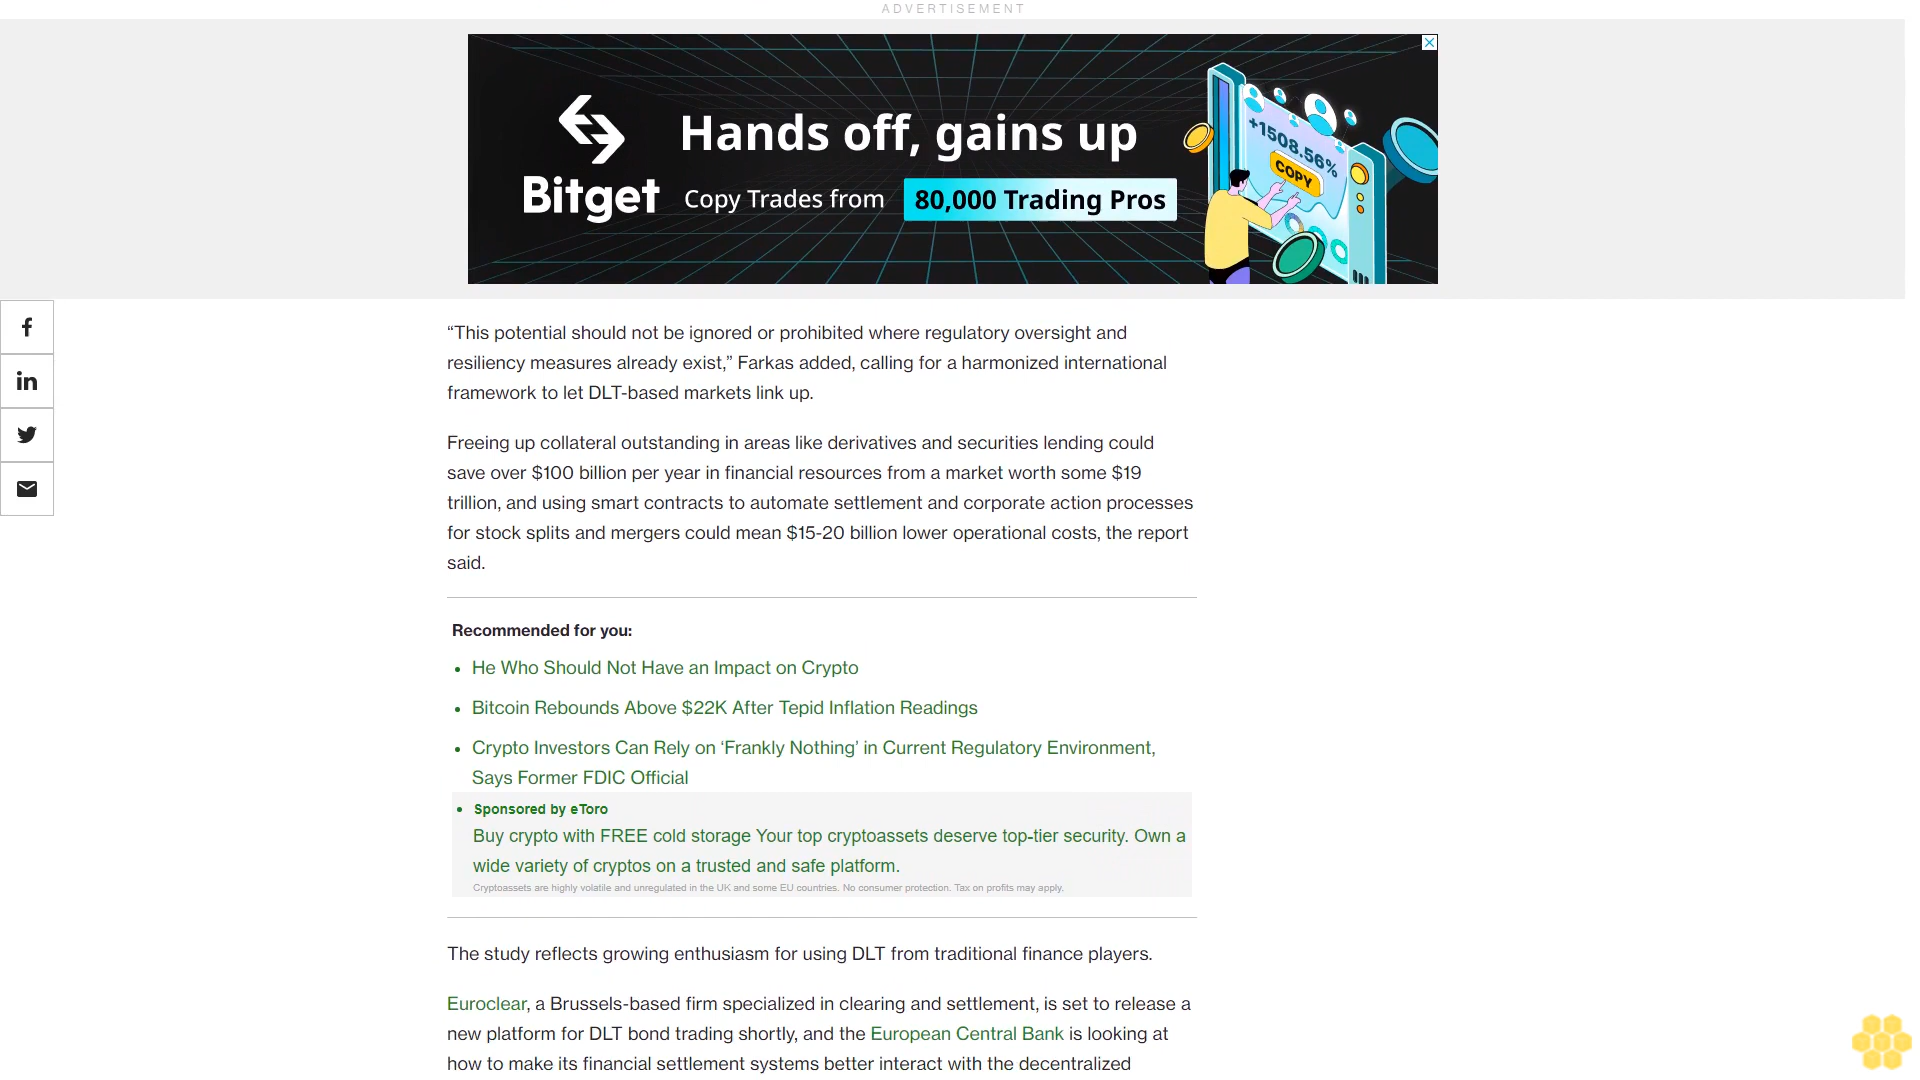 ADVERTISEMENT
Bitget
Hands off, gains up
Copy Trades from 80,000 Trading Pros
+1508.56%
COPY
“This potential should not be ignored or prohibited where regulatory oversight and
resiliency measures already exist,” Farkas added, calling for a harmonized international
framework to let DLT-based markets link up.
Freeing up collateral outstanding in areas like derivatives and securities lending could
save over $100 billion per year in financial resources from a market worth some $19
trillion, and using smart contracts to automate settlement and corporate action processes
for stock splits and mergers could mean $15-20 billion lower operational costs, the report
said.
Recommended for you:
• He Who Should Not Have an Impact on Crypto
• Bitcoin Rebounds Above $22K After Tepid Inflation Readings
• Crypto Investors Can Rely on ‘Frankly Nothing’ in Current Regulatory Environment,
Says Former FDIC Official
• Sponsored by eToro
Buy crypto with FREE cold storage Your top cryptoassets deserve top-tier security. Own a
wide variety of cryptos on a trusted and safe platform.
Cryptoassets are highly volatile and unregulated in the UK and some EU countries. No consumer protection. Tax on profits may apply.
The study reflects growing enthusiasm for using DLT from traditional finance players.
Euroclear, a Brussels-based firm specialized in clearing and settlement, is set to release a
new platform for DLT bond trading shortly, and the European Central Bank is looking at
how to make its financial settlement systems better interact with the decentralized